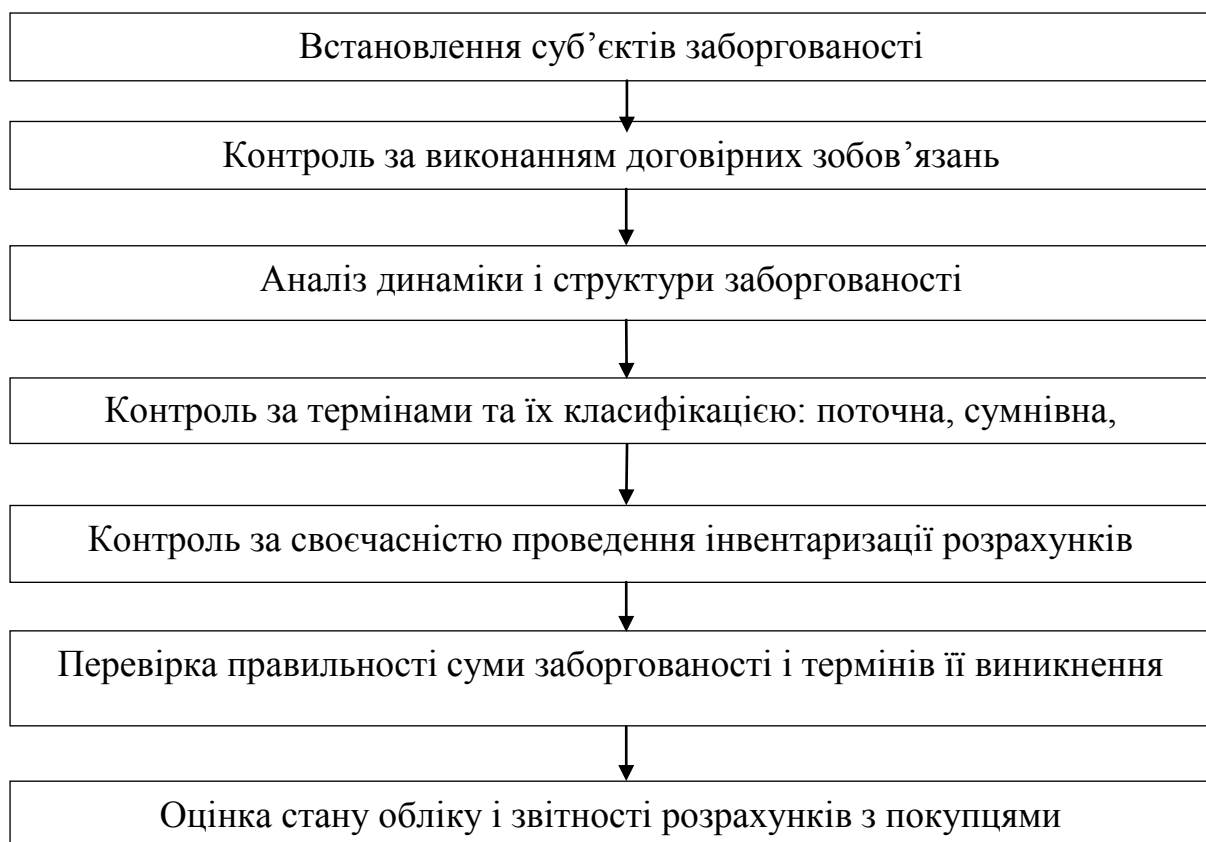 Встановлення суб’єктів заборгованості
Контроль за виконанням договірних зобов’язань
Аналіз динаміки і структури заборгованості
Контроль за термінами та їх класифікацією: поточна, сумнівна,
Контроль за своєчасністю проведення інвентаризації розрахунків
Перевірка правильності суми заборгованості і термінів її виникнення
Оцінка стану обліку і звітності розрахунків з покупцями